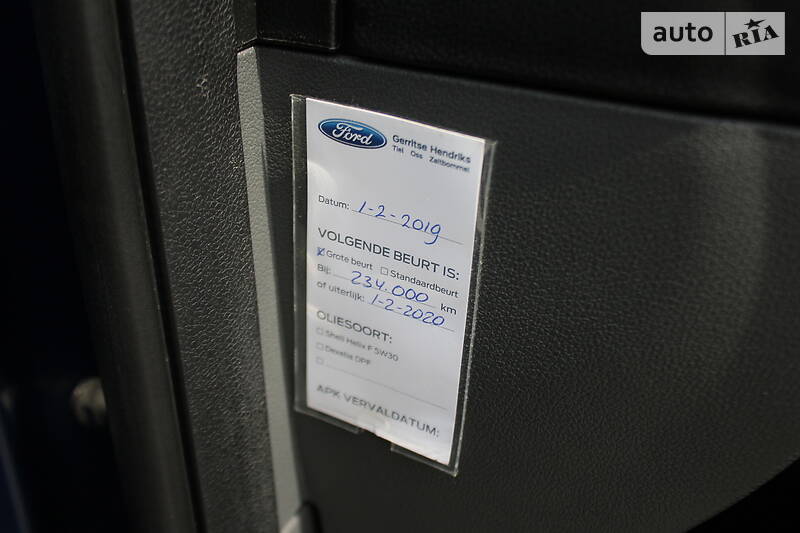 auto RIA
Ford
Gerritse Hendriks
Tiel Oss Zaltbommel
Datum: 1-2-2019
VOLGENDE BEURT IS:
Grote beurt Standaardbeurt
Bij: 234.000 km
of uiterlijk: 1-2-2020
OLIESOORT:
Shell Helix F 5W30
Dexelia DPF
APK VERVALDATUM: